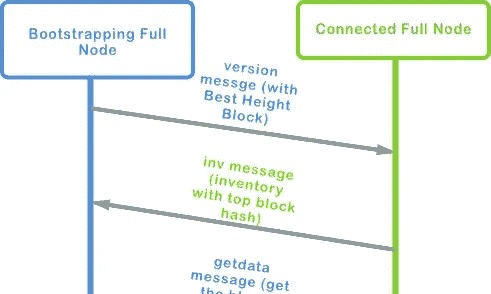 Bootstrapping Full
Node
Connected Full Node
version
messge (with
Best Height
Block)
inv message
(inventory
with top block
hash)
getdata
message (get